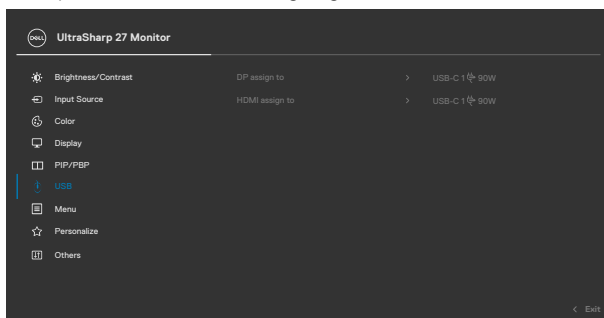 DELL UltraSharp 27 Monitor
Brightness/Contrast DP assign to > USB-C 1 90W
Input Source HDMI assign to > USB-C 1 90W
Color
Display
PIP/PBP
USB
Menu
Personalize
Others
< Exit